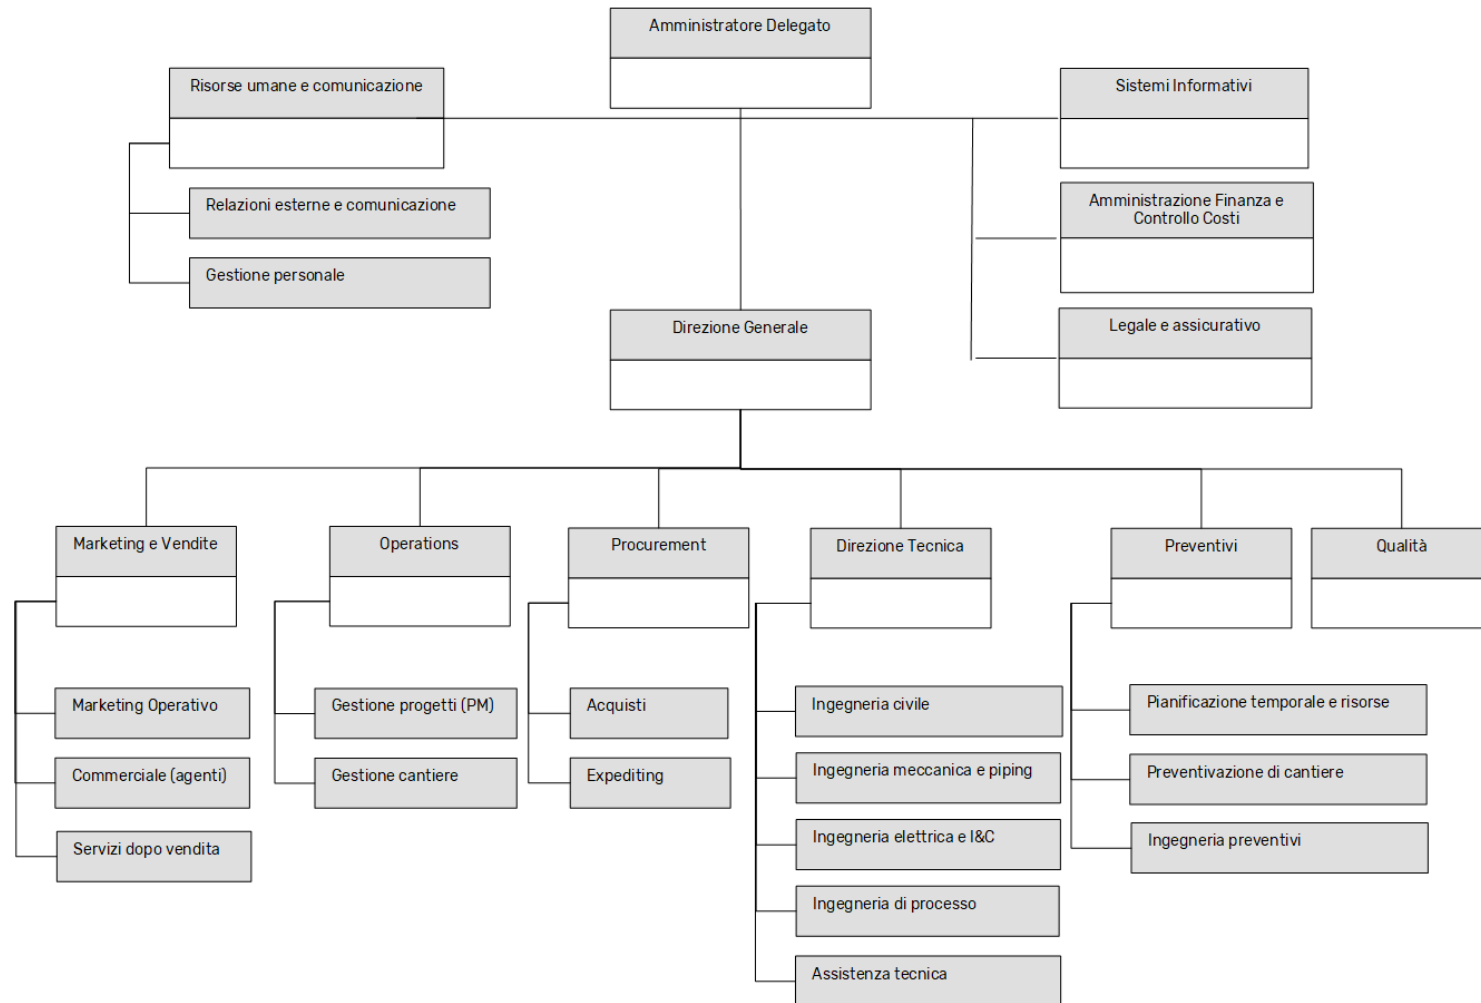 Amministratore Delegato
Risorse umane e comunicazione
Sistemi Informativi
Relazioni esterne e comunicazione
Gestione personale
Amministrazione Finanza e
Controllo Costi
Direzione Generale
Legale e assicurativo
Marketing e Vendite
Operations
Procurement
Direzione Tecnica
Preventivi
Qualità
Marketing Operativo
Commerciale (agenti)
Servizi dopo vendita
Gestione progetti (PM)
Gestione cantiere
Acquisti
Expediting
Ingegneria civile
Ingegneria meccanica e piping
Ingegneria elettrica e I&C
Ingegneria di processo
Assistenza tecnica
Pianificazione temporale e risorse
Preventivazione di cantiere
Ingegneria preventivi